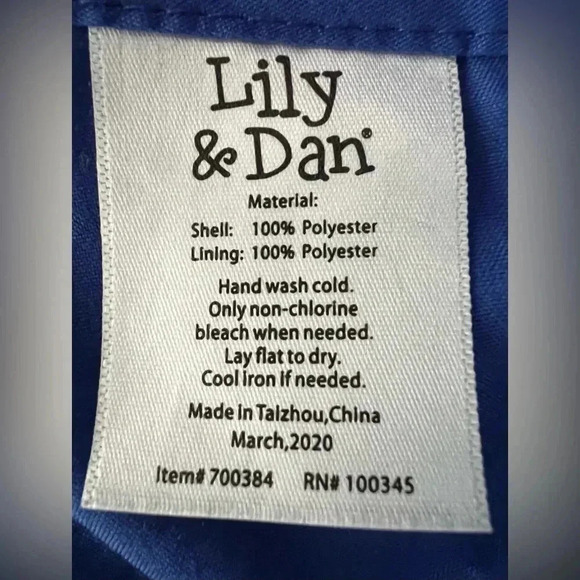 Lily
& Dan®
Material:
Shell: 100% Polyester
Lining: 100% Polyester
Hand wash cold.
Only non-chlorine
bleach when needed.
Lay flat to dry.
Cool iron if needed.
Made in Taizhou,China
March,2020
Item# 700384 RN# 100345